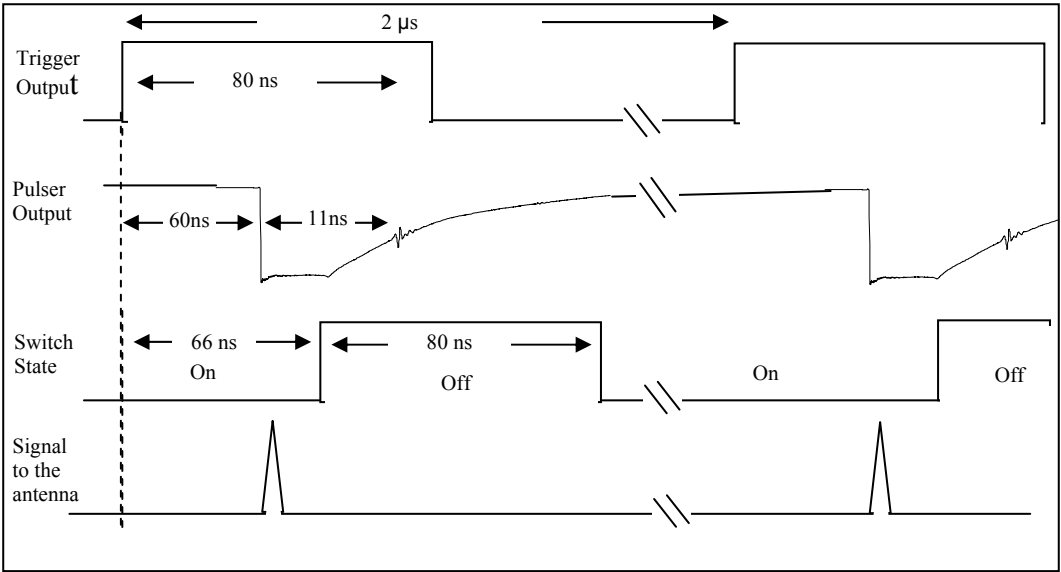 2 µs
Trigger
Output
80 ns
Pulser
Output
60ns
11ns
Switch
State
66 ns
80 ns
On
Off
On
Off
Signal
to the
antenna